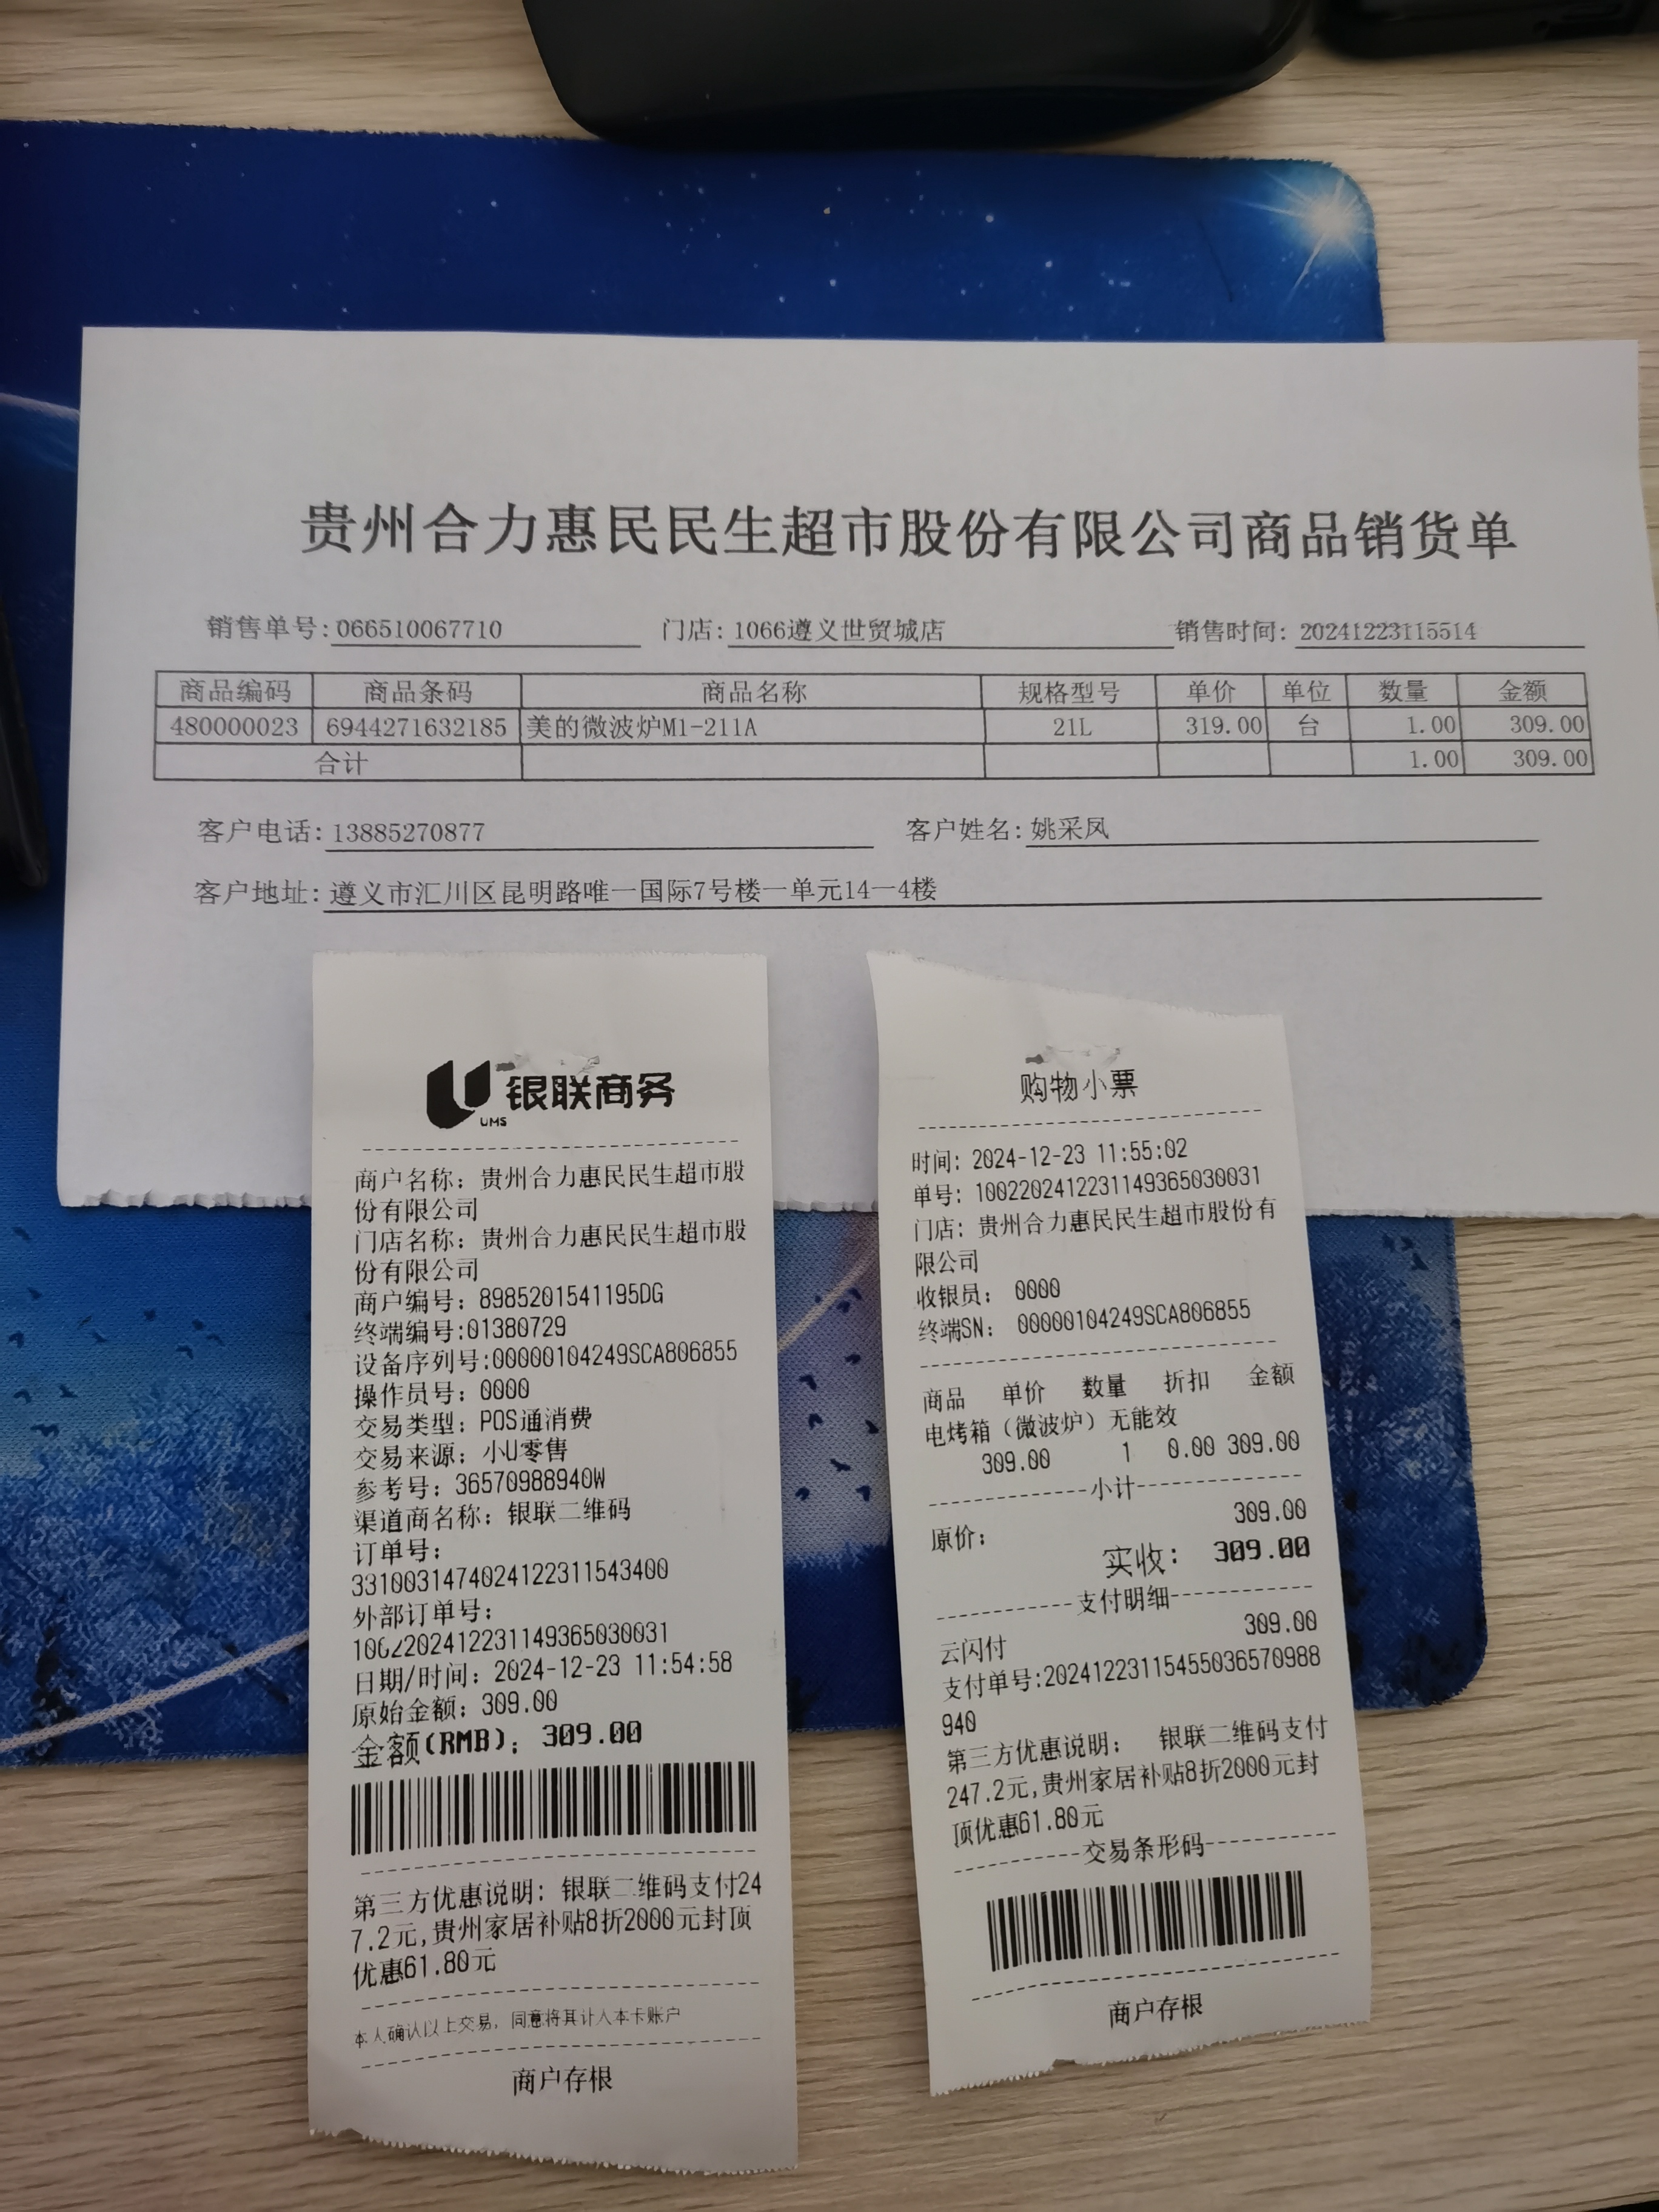 贵州合力惠民民生超市股份有限公司商品销货单
销售单号:066510067710 门店:1066遵义世贸城店 销售时间:20241223115514
商品编码 商品条码 商品名称 规格型号 单价 单位 数量 金额
480000023 6944271632185 美的微波炉M1-211A 21L 319.00 台 1.00 309.00
合计 1.00 309.00
客户电话:13885270877 客户姓名:姚采凤
客户地址:遵义市汇川区昆明路唯一国际7号楼一单元14一4楼
银联商务
UMS
商户名称: 贵州合力惠民民生超市股
份有限公司
门店名称: 贵州合力惠民民生超市股
份有限公司
商户编号: 8985201541195DG
终端编号:01380729
设备序列号:00000104249SCA806855
操作员号: 0000
交易类型: POS通消费
交易来源: 小U零售
参考号: 36570988940W
渠道商名称: 银联二维码
订单号:
3310031474024122311543400
外部订单号:
10022024122311493650300​31
日期/时间: 2024-12-23 11:54:58
原始金额: 309.00
金额(RMB): 309.00
第三方优惠说明: 银联二维码支付24
7.2元,贵州家居补贴8折2000元封顶
优惠61.80元
本人确认以上交易, 同意将其计入本卡账户
商户存根
购物小票
时间: 2024-12-23 11:55:02
单号: 1002202412231149365030031
门店: 贵州合力惠民民生超市股份有
限公司
收银员: 0000
终端SN: 00000104249SCA806855
商品 单价 数量 折扣 金额
电烤箱（微波炉）无能效
309.00 1 0.00 309.00
小计
原价: 309.00
实收: 309.00
支付明细
云闪付 309.00
支付单号:2024122311545503657​0988
940
第三方优惠说明: 银联二维码支付
247.2元,贵州家居补贴8折2000元封
顶优惠61.80元
交易条形码
商户存根